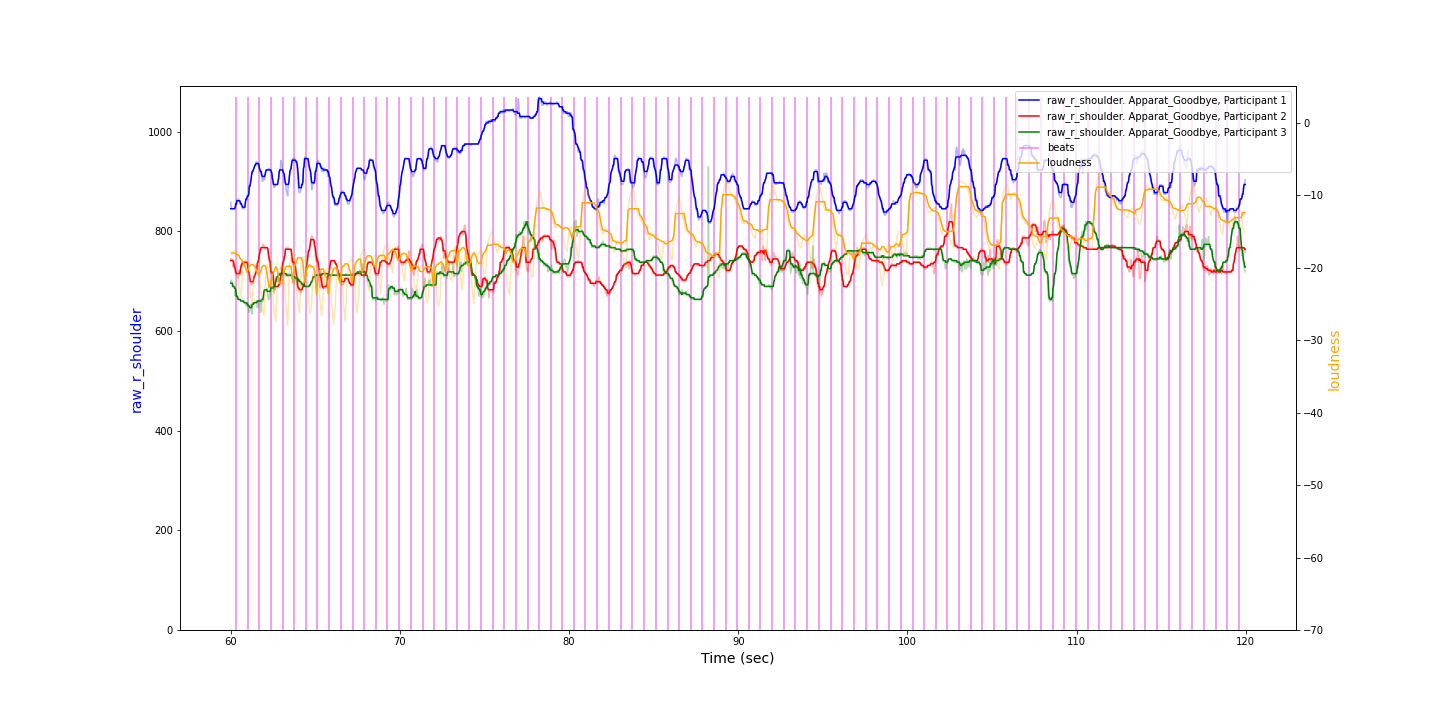 raw_r_shoulder. Apparat_Goodbye, Participant 1
raw_r_shoulder. Apparat_Goodbye, Participant 2
raw_r_shoulder. Apparat_Goodbye, Participant 3
beats
loudness
1000
800
600
400
200
0
raw_r_shoulder
0
−10
−20
−30
−40
−50
−60
−70
loudness
60
70
80
90
100
110
120
Time (sec)